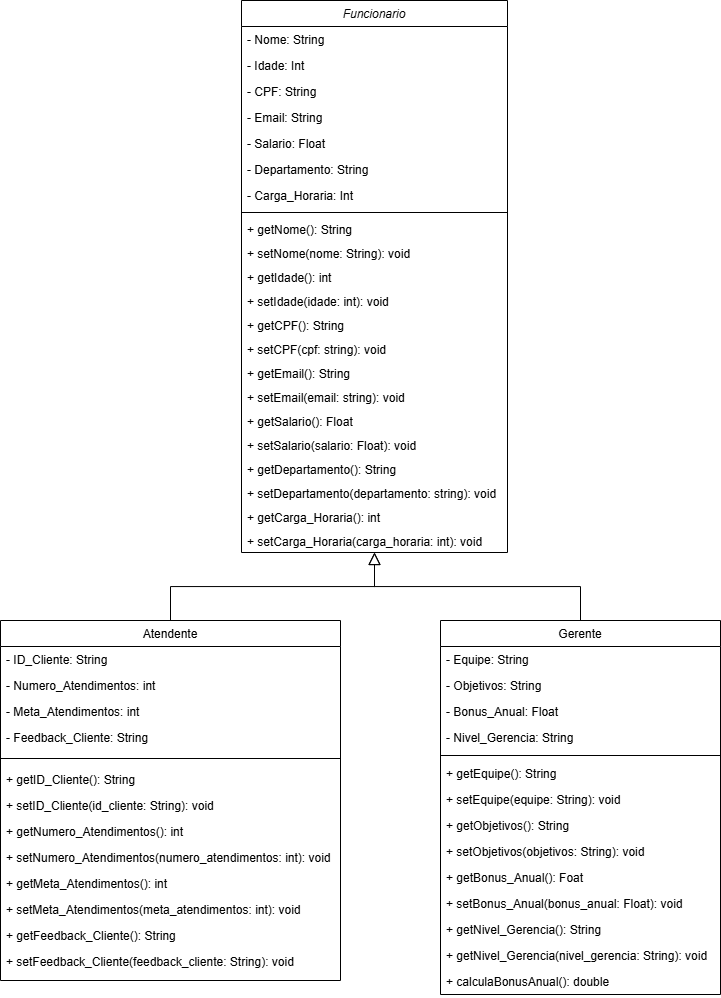 Funcionario
- Nome: String
- Idade: Int
- CPF: String
- Email: String
- Salario: Float
- Departamento: String
- Carga_Horaria: Int
+ getNome(): String
+ setNome(nome: String): void
+ getIdade(): int
+ setIdade(idade: int): void
+ getCPF(): String
+ setCPF(cpf: string): void
+ getEmail(): String
+ setEmail(email: string): void
+ getSalario(): Float
+ setSalario(salario: Float): void
+ getDepartamento(): String
+ setDepartamento(departamento: string): void
+ getCarga_Horaria(): int
+ setCarga_Horaria(carga_horaria: int): void
Atendente
- ID_Cliente: String
- Numero_Atendimentos: int
- Meta_Atendimentos: int
- Feedback_Cliente: String
+ getID_Cliente(): String
+ setID_Cliente(id_cliente: String): void
+ getNumero_Atendimentos(): int
+ setNumero_Atendimentos(numero_atendimentos: int): void
+ getMeta_Atendimentos(): int
+ setMeta_Atendimentos(meta_atendimentos: int): void
+ getFeedback_Cliente(): String
+ setFeedback_Cliente(feedback_cliente: String): void
Gerente
- Equipe: String
- Objetivos: String
- Bonus_Anual: Float
- Nivel_Gerencia: String
+ getEquipe(): String
+ setEquipe(equipe: String): void
+ getObjetivos(): String
+ setObjetivos(objetivos: String): void
+ getBonus_Anual(): Foat
+ setBonus_Anual(bonus_anual: Float): void
+ getNivel_Gerencia(): String
+ getNivel_Gerencia(nivel_gerencia: String): void
+ calculaBonusAnual(): double